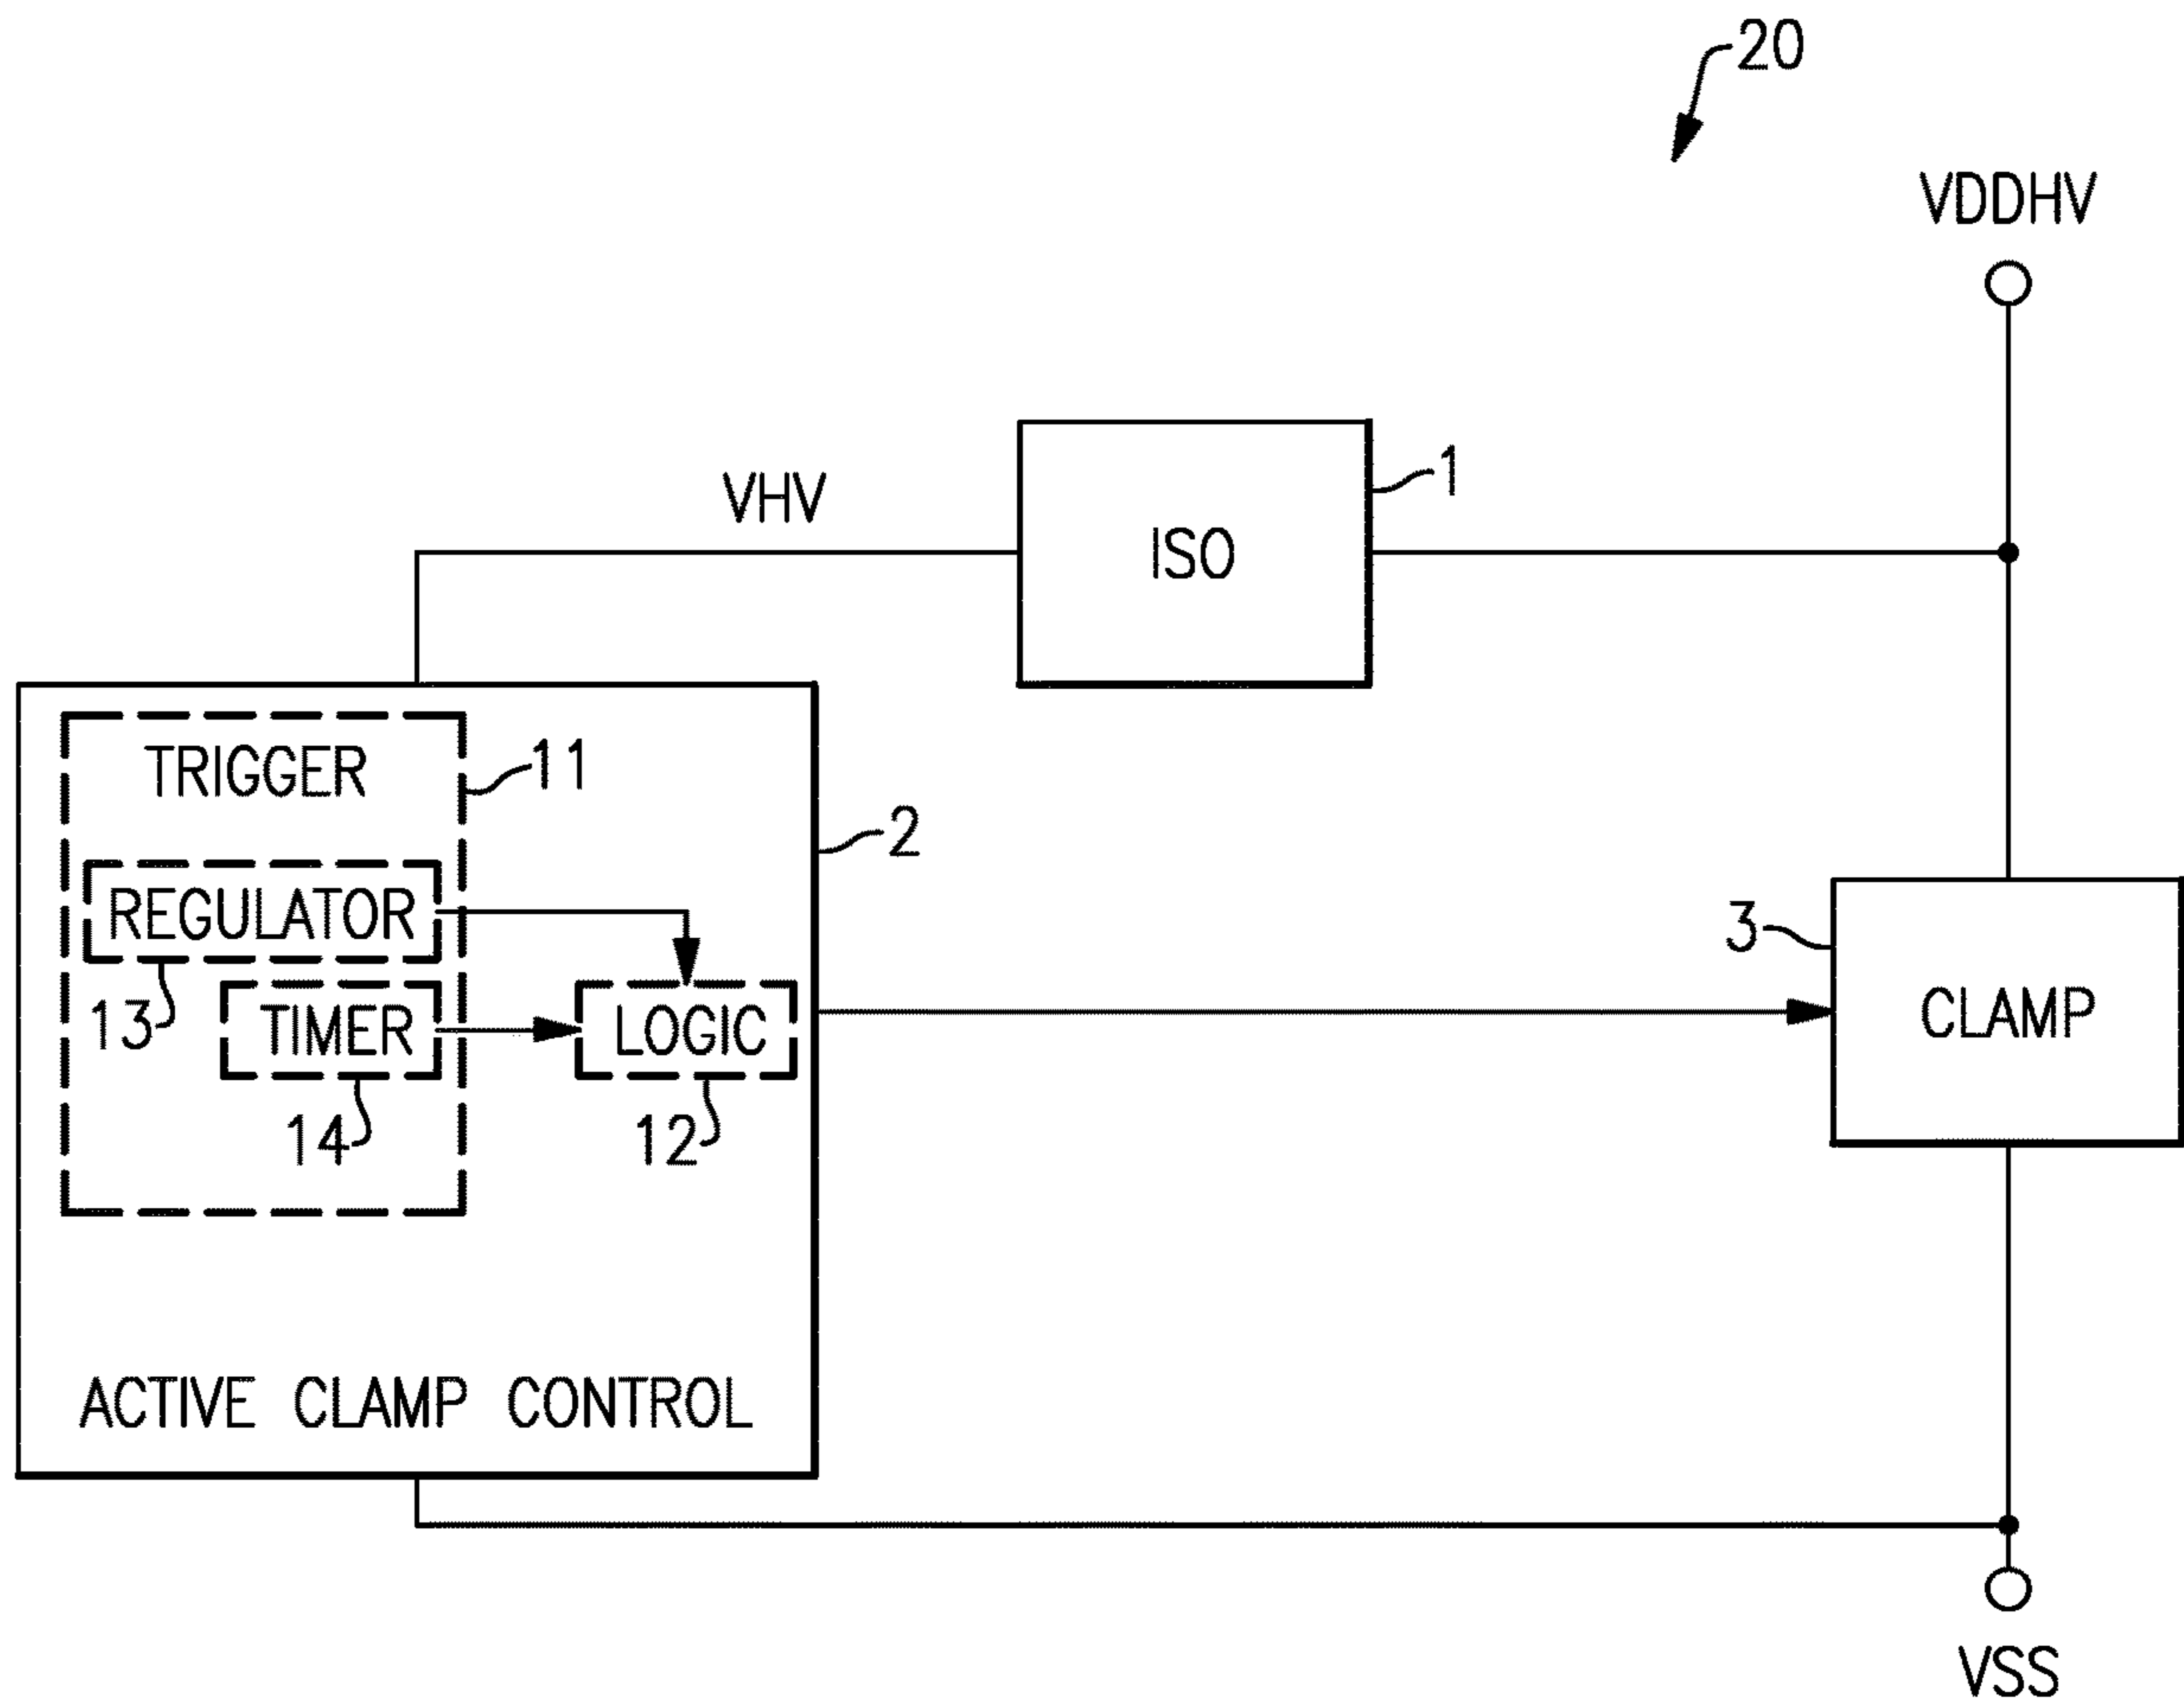 20
VDDHV
VHV
1
ISO
TRIGGER
11
2
REGULATOR
3
13
TIMER
LOGIC
CLAMP
14
12
ACTIVE CLAMP CONTROL
VSS